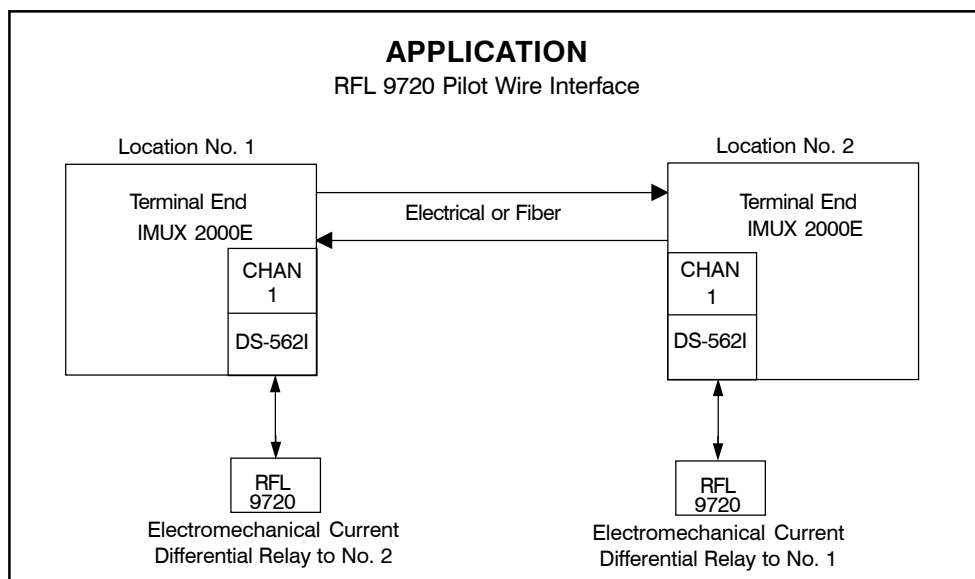 APPLICATION
RFL 9720 Pilot Wire Interface
Location No. 1
Location No. 2
Terminal End
IMUX 2000E
Electrical or Fiber
Terminal End
IMUX 2000E
CHAN
1
DS-562I
CHAN
1
DS-562I
RFL
9720
Electromechanical Current
Differential Relay to No. 2
RFL
9720
Electromechanical Current
Differential Relay to No. 1